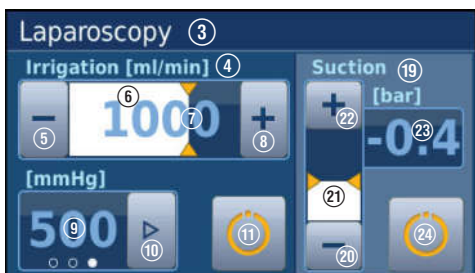 Laparoscopy ③
Irrigation [ml/min] ④
− ⑤ ⑥ 1000 ⑦ + ⑧
[mmHg]
500 ⑨ ⑩ ⑪
Suction ⑲
+ ㉒ [bar]
-0.4 ㉓
㉑
− ⑳ ㉔